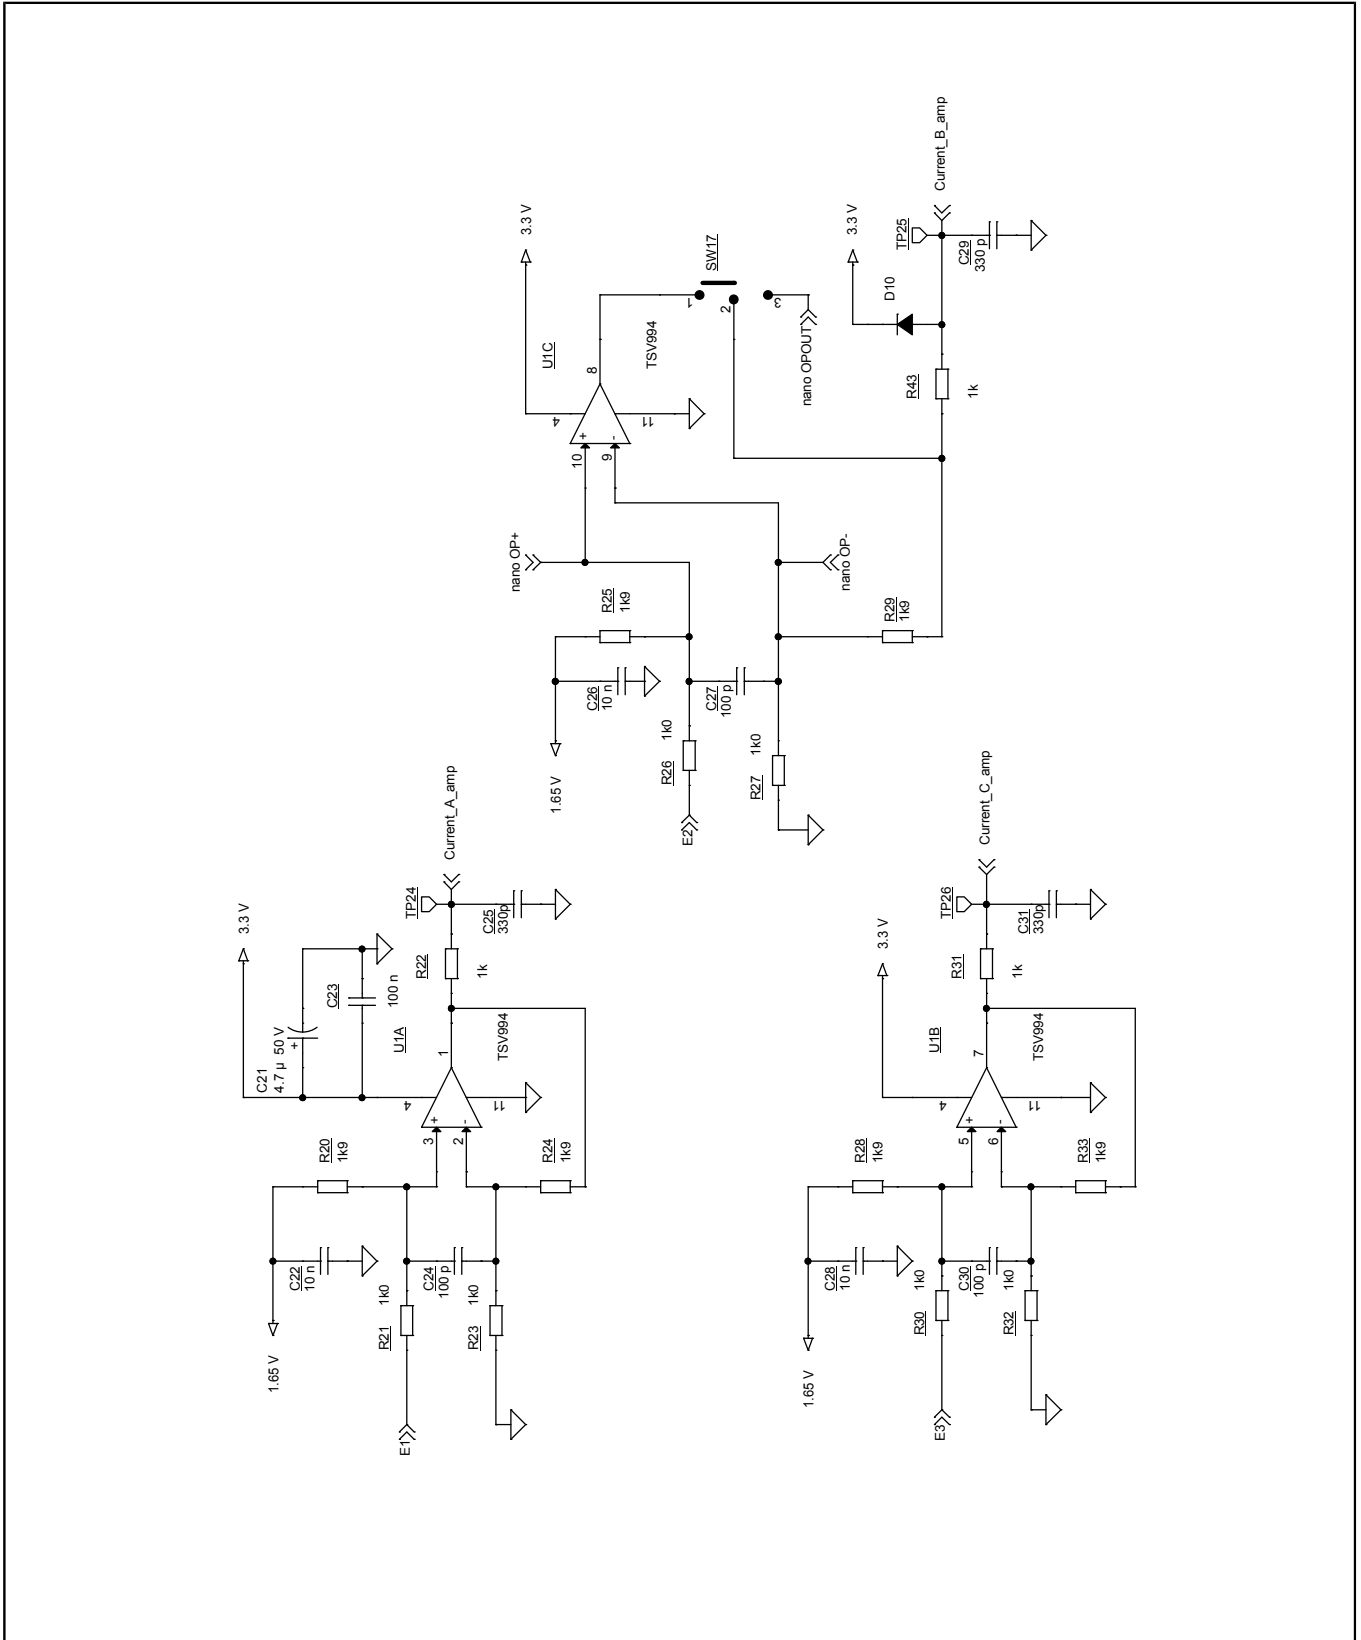 1.65 V
C22
10 n
R20
1k9
E1
R21
1k0
C24
100 p
R23
1k0
3.3 V
C21
4.7 µ 50 V
+
C23
100 n
U1A
TSV994
4
3
+
2
-
11
1
R24
1k9
R22
1k
TP24
C25
330p
Current_A_amp
1.65 V
C26
10 n
R25
1k9
E2
R26
1k0
C27
100 p
R27
1k0
nano OP+
nano OP-
3.3 V
U1C
TSV994
4
10
+
9
-
11
8
SW17
1
2
3
nano OPOUT
R29
1k9
R43
1k
3.3 V
D10
TP25
C29
330 p
Current_B_amp
1.65 V
C28
10 n
R28
1k9
E3
R30
1k0
C30
100 p
R32
1k0
3.3 V
U1B
TSV994
4
5
+
6
-
11
7
R33
1k9
R31
1k
TP26
C31
330p
Current_C_amp